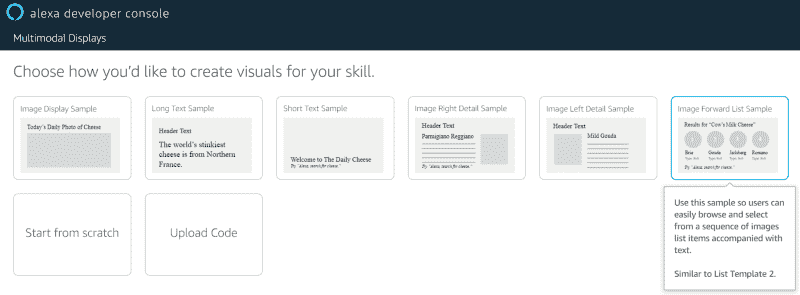 alexa developer console
Multimodal Displays
Choose how you'd like to create visuals for your skill.
Image Display Sample
Today's Daily Photo of Cheese
Long Text Sample
Header Text
The world's stinkiest
cheese is from Northern
France.
Short Text Sample
Welcome to The Daily Cheese
Try "Alexa, search for cheese."
Image Right Detail Sample
Header Text
Parmigiano Reggiano
Try "Alexa, search for cheese."
Image Left Detail Sample
Header Text
Mild Gouda
Image Forward List Sample
Results for "Cow's Milk Cheese"
Brie Gouda Jarlsberg Romano
Try "Alexa, search for cheese."
Start from scratch
Upload Code
Use this sample so users can
easily browse and select
from a sequence of images
list items accompanied with
text.
Similar to List Template 2.